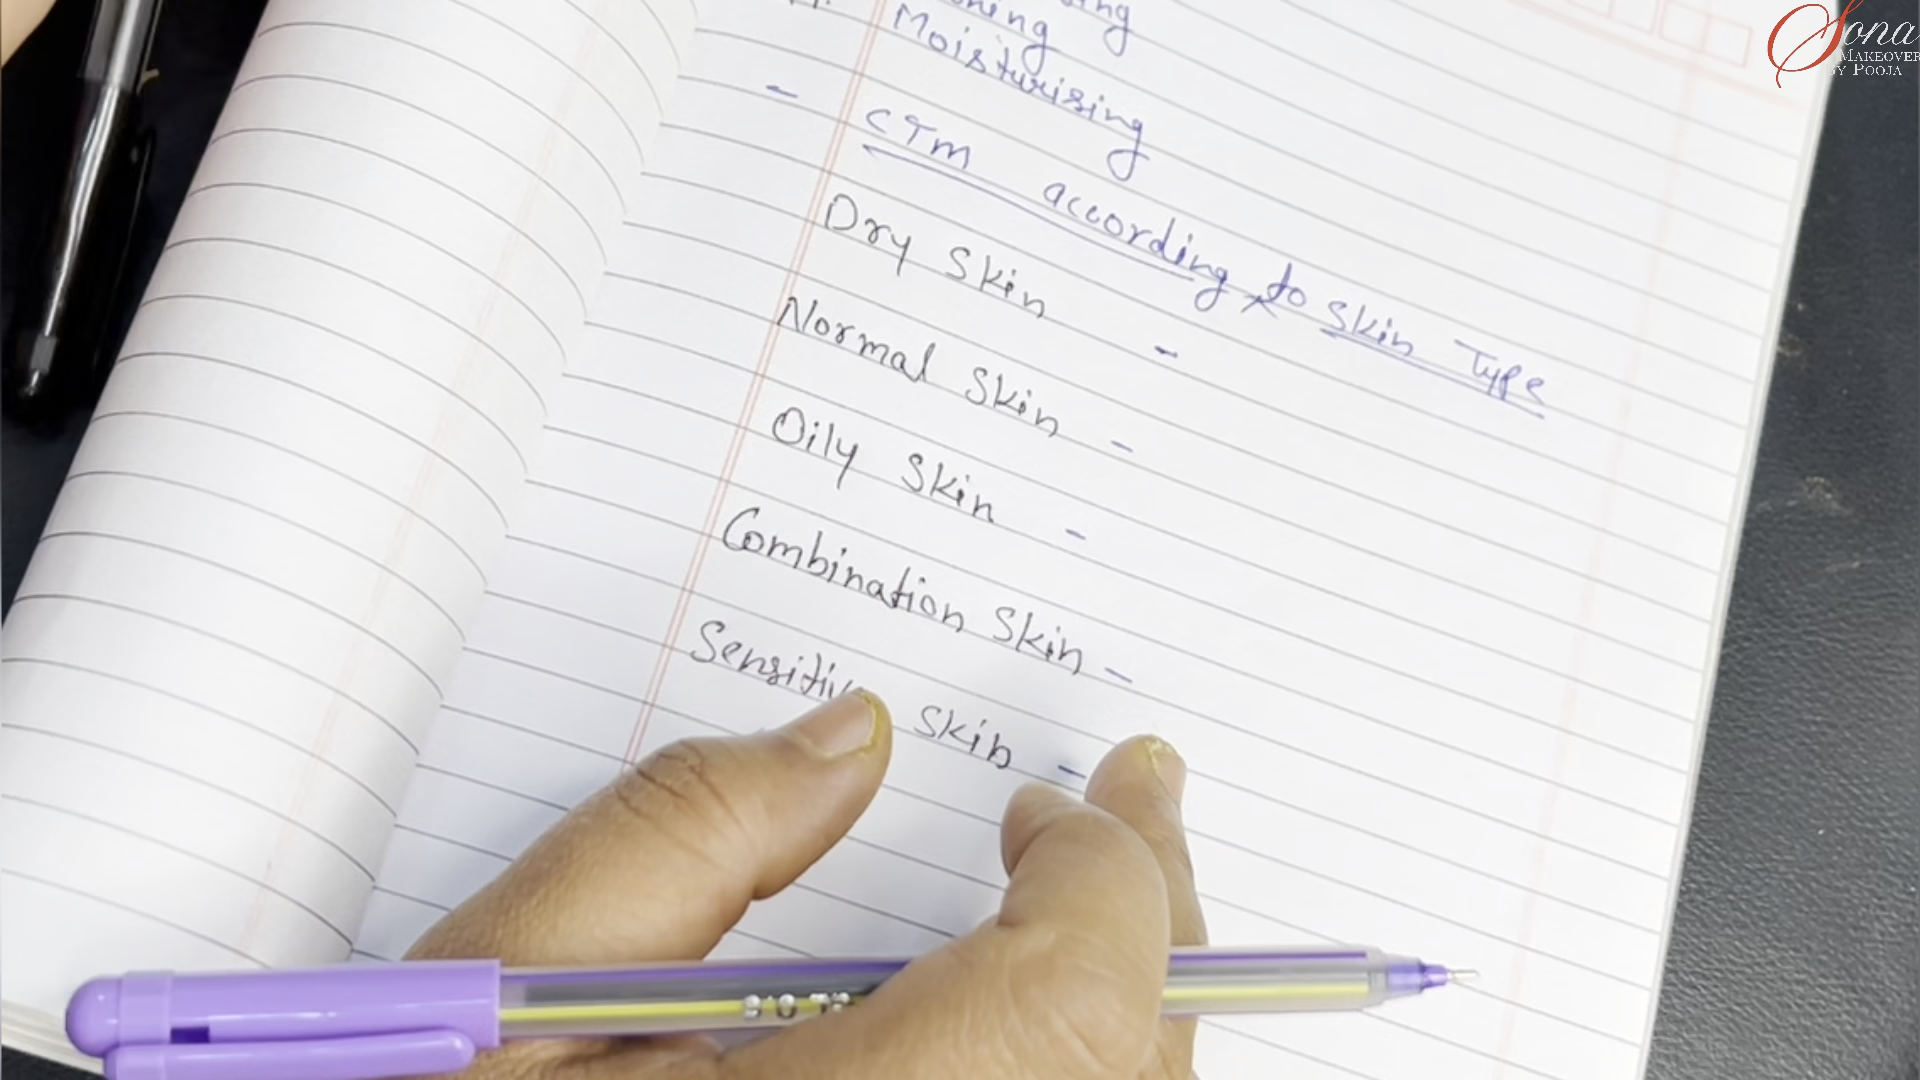 Moisturising
- CTM according to Skin Type
Dry Skin -
Normal Skin -
Oily Skin -
Combination Skin -
Sensitive Skin -
Sona
MAKEOVER
BY POOJA